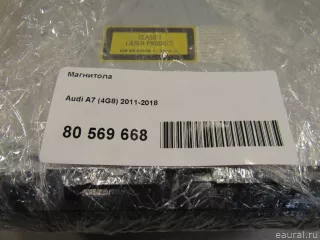 CLASS 1
LASER PRODUCT
Магнитола
Audi A7 (4G8) 2011-2018
80 569 668
eaural.ru